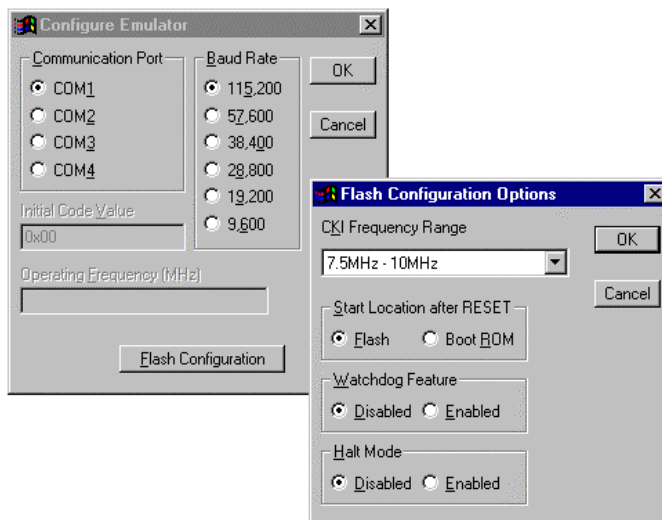 Configure Emulator
Communication Port
COM1
COM2
COM3
COM4
Baud Rate
115,200
57,600
38,400
28,800
19,200
9,600
OK
Cancel
Initial Code Value
0x00
Operating Frequency (MHz)
Flash Configuration
Flash Configuration Options
CKI Frequency Range
7.5MHz - 10MHz
OK
Cancel
Start Location after RESET
Flash Boot ROM
Watchdog Feature
Disabled Enabled
Halt Mode
Disabled Enabled